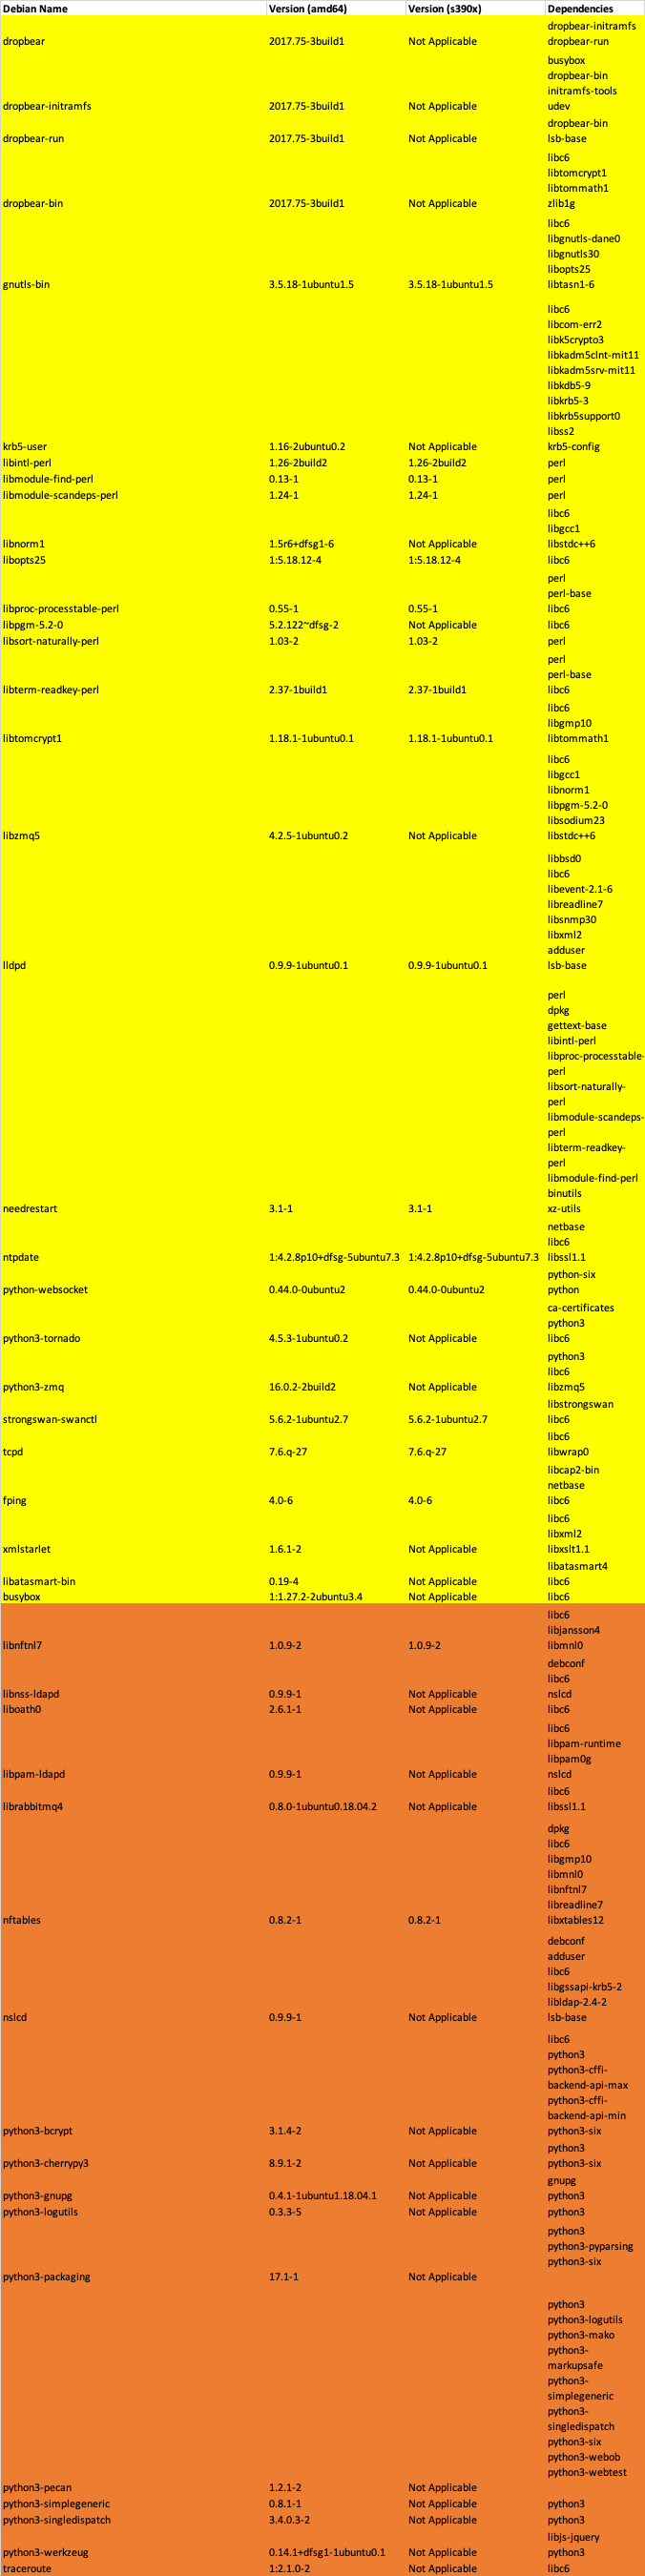 Debian Name Version (amd64) Version (s390x) Dependencies
dropbear-initramfs
dropbear 2017.75-3build1 Not Applicable dropbear-run
busybox
dropbear-bin
initramfs-tools
dropbear-initramfs 2017.75-3build1 Not Applicable udev
dropbear-bin
dropbear-run 2017.75-3build1 Not Applicable lsb-base
libc6
libtomcrypt1
libtommath1
dropbear-bin 2017.75-3build1 Not Applicable zlib1g
libc6
libgnutls-dane0
libgnutls30
libopts25
gnutls-bin 3.5.18-1ubuntu1.5 3.5.18-1ubuntu1.5 libtasn1-6
libc6
libcom-err2
libk5crypto3
libkadm5clnt-mit11
libkadm5srv-mit11
libkdb5-9
libkrb5-3
libkrb5support0
libss2
krb5-user 1.16-2ubuntu0.2 Not Applicable krb5-config
libintl-perl 1.26-2build2 1.26-2build2 perl
libmodule-find-perl 0.13-1 0.13-1 perl
libmodule-scandeps-perl 1.24-1 1.24-1 perl
libc6
libgcc1
libnorm1 1.5r6+dfsg1-6 Not Applicable libstdc++6
libopts25 1:5.18.12-4 1:5.18.12-4 libc6
perl
perl-base
libproc-processtable-perl 0.55-1 0.55-1 libc6
libpgm-5.2-0 5.2.122~dfsg-2 Not Applicable libc6
libsort-naturally-perl 1.03-2 1.03-2 perl
perl
perl-base
libterm-readkey-perl 2.37-1build1 2.37-1build1 libc6
libc6
libgmp10
libtomcrypt1 1.18.1-1ubuntu0.1 1.18.1-1ubuntu0.1 libtommath1
libc6
libgcc1
libnorm1
libpgm-5.2-0
libsodium23
libzmq5 4.2.5-1ubuntu0.2 Not Applicable libstdc++6
libbsd0
libc6
libevent-2.1-6
libreadline7
libsnmp30
libxml2
adduser
lldpd 0.9.9-1ubuntu0.1 0.9.9-1ubuntu0.1 lsb-base
perl
dpkg
gettext-base
libintl-perl
libproc-processtable-
perl
libsort-naturally-
perl
libmodule-scandeps-
perl
libterm-readkey-
perl
libmodule-find-perl
binutils
needrestart 3.1-1 3.1-1 xz-utils
netbase
libc6
ntpdate 1:4.2.8p10+dfsg-5ubuntu7.3 1:4.2.8p10+dfsg-5ubuntu7.3 libssl1.1
python-six
python-websocket 0.44.0-0ubuntu2 0.44.0-0ubuntu2 python
ca-certificates
python3
python3-tornado 4.5.3-1ubuntu0.2 Not Applicable libc6
python3
libc6
python3-zmq 16.0.2-2build2 Not Applicable libzmq5
libstrongswan
strongswan-swanctl 5.6.2-1ubuntu2.7 5.6.2-1ubuntu2.7 libc6
libc6
tcpd 7.6.q-27 7.6.q-27 libwrap0
libcap2-bin
netbase
fping 4.0-6 4.0-6 libc6
libc6
libxml2
xmlstarlet 1.6.1-2 Not Applicable libxslt1.1
libatasmart4
libatasmart-bin 0.19-4 Not Applicable libc6
busybox 1:1.27.2-2ubuntu3.4 Not Applicable libc6
libc6
libjansson4
libnftnl7 1.0.9-2 1.0.9-2 libmnl0
debconf
libc6
libnss-ldapd 0.9.9-1 Not Applicable nslcd
liboath0 2.6.1-1 Not Applicable libc6
libc6
libpam-runtime
libpam0g
libpam-ldapd 0.9.9-1 Not Applicable nslcd
libc6
librabbitmq4 0.8.0-1ubuntu0.18.04.2 Not Applicable libssl1.1
dpkg
libc6
libgmp10
libmnl0
libnftnl7
libreadline7
nftables 0.8.2-1 0.8.2-1 libxtables12
debconf
adduser
libc6
libgssapi-krb5-2
libldap-2.4-2
nslcd 0.9.9-1 Not Applicable lsb-base
libc6
python3
python3-cffi-
backend-api-max
python3-cffi-
backend-api-min
python3-bcrypt 3.1.4-2 Not Applicable python3-six
python3
python3-cherrypy3 8.9.1-2 Not Applicable python3-six
gnupg
python3-gnupg 0.4.1-1ubuntu1.18.04.1 Not Applicable python3
python3-logutils 0.3.3-5 Not Applicable python3
python3
python3-pyparsing
python3-six
python3-packaging 17.1-1 Not Applicable
python3
python3-logutils
python3-mako
python3-
markupsafe
python3-
simplegeneric
python3-
singledispatch
python3-six
python3-webob
python3-webtest
python3-pecan 1.2.1-2 Not Applicable
python3-simplegeneric 0.8.1-1 Not Applicable python3
python3-singledispatch 3.4.0.3-2 Not Applicable python3
libjs-jquery
python3-werkzeug 0.14.1+dfsg1-1ubuntu0.1 Not Applicable python3
traceroute 1:2.1.0-2 Not Applicable libc6